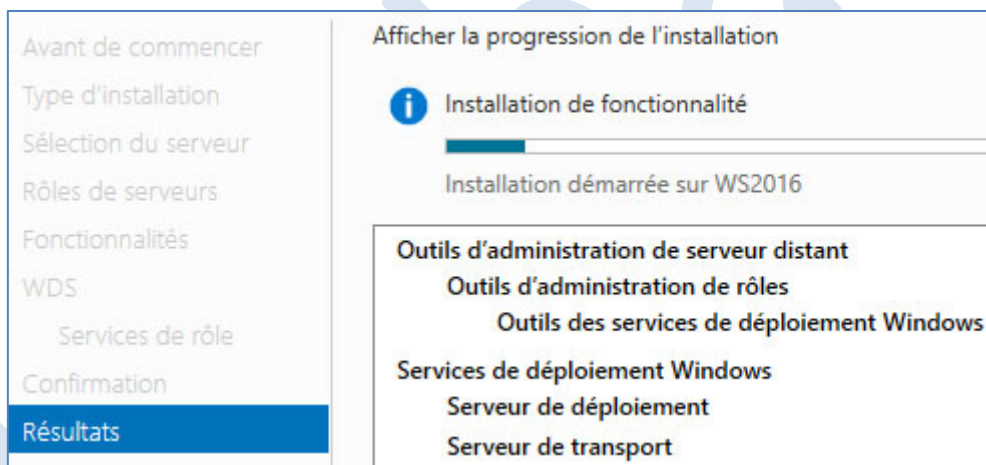 Avant de commencer
Type d'installation
Sélection du serveur
Rôles de serveurs
Fonctionnalités
WDS
Services de rôle
Confirmation
Résultats
Afficher la progression de l'installation
Installation de fonctionnalité
Installation démarrée sur WS2016
Outils d'administration de serveur distant
Outils d'administration de rôles
Outils des services de déploiement Windows
Services de déploiement Windows
Serveur de déploiement
Serveur de transport